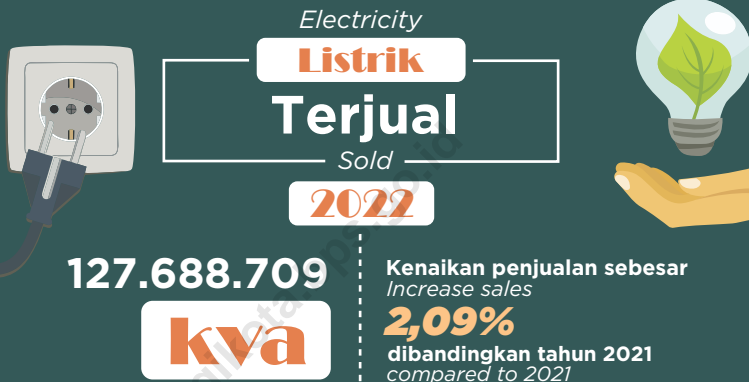 Electricity
Listrik
Terjual
Sold
2022
127.688.709
kva
Kenaikan penjualan sebesar
Increase sales
2,09%
dibandingkan tahun 2021
compared to 2021